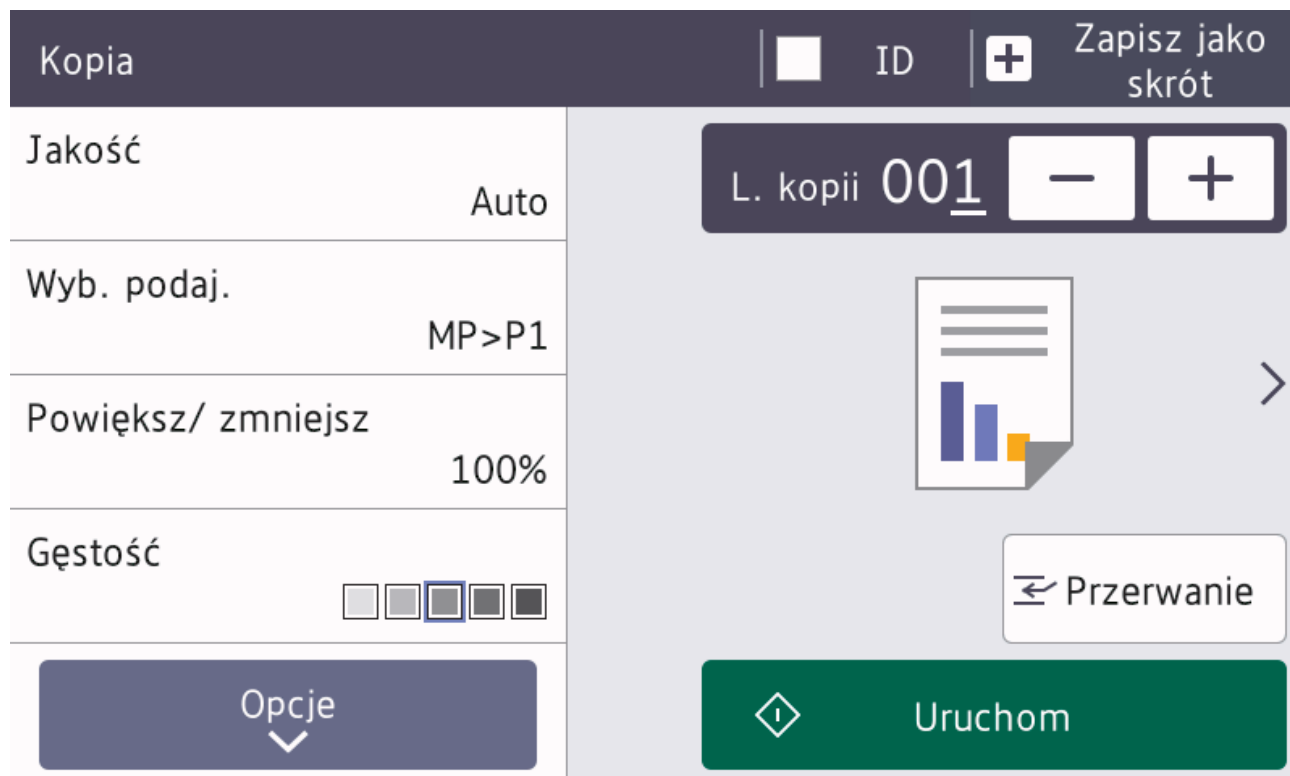 Kopia
ID
Zapisz jako
skrót
Jakość
Auto
L. kopii 001
Wyb. podaj.
MP>P1
Powiększ/ zmniejsz
100%
Gęstość
Przerwanie
Opcje
Uruchom